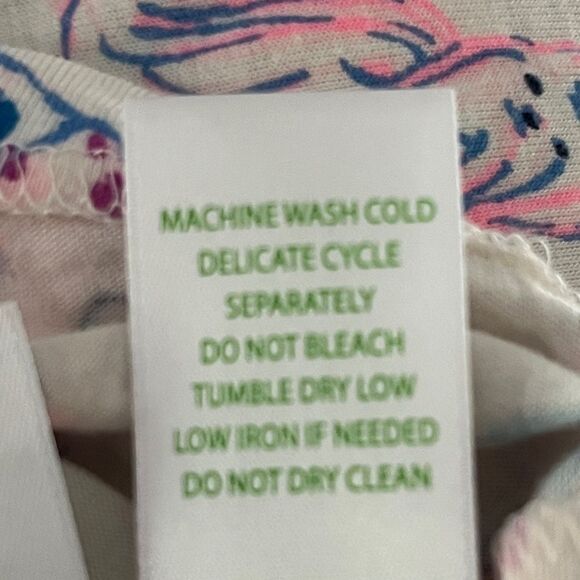 MACHINE WASH COLD
DELICATE CYCLE
SEPARATELY
DO NOT BLEACH
TUMBLE DRY LOW
LOW IRON IF NEEDED
DO NOT DRY CLEAN